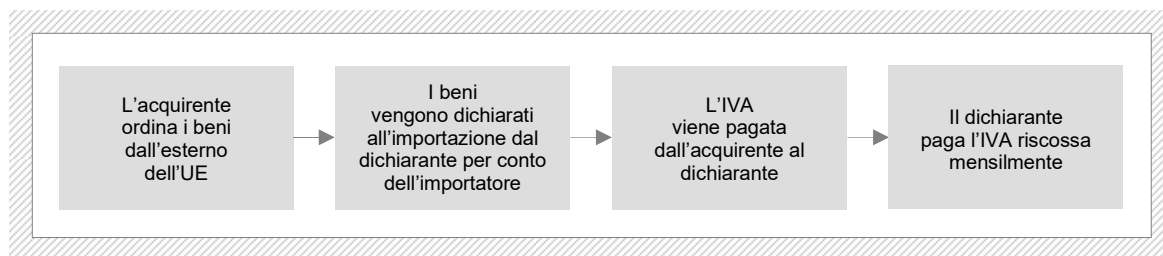 L’acquirente
ordina i beni
dall’esterno
dell’UE
I beni
vengono dichiarati
all’importazione dal
dichiarante per conto
dell’importatore
L’IVA
viene pagata
dall’acquirente al
dichiarante
Il dichiarante
paga l’IVA riscossa
mensilmente